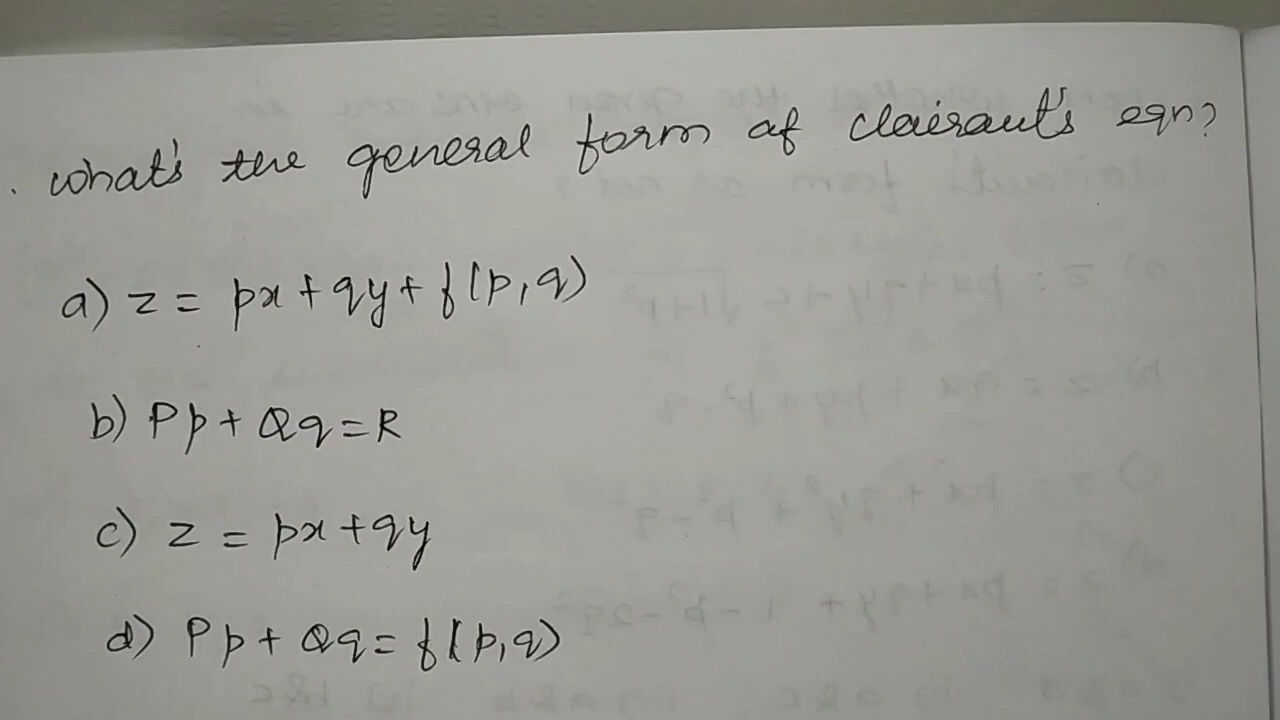 . what's the general form of clairaut's eqn?
a) z = px + qy + f(p, q)
b) Pp + Qq = R
c) z = px + qy
d) Pp + Qq = f(p, q)